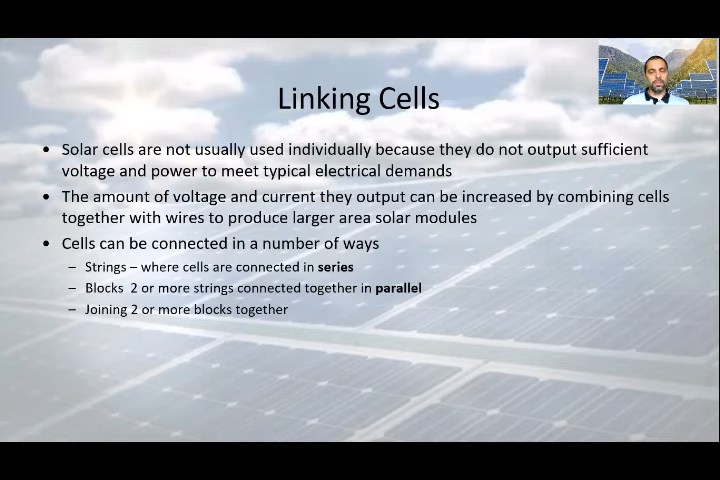 Linking Cells
• Solar cells are not usually used individually because they do not output sufficient
voltage and power to meet typical electrical demands
• The amount of voltage and current they output can be increased by combining cells
together with wires to produce larger area solar modules
• Cells can be connected in a number of ways
– Strings – where cells are connected in series
– Blocks 2 or more strings connected together in parallel
– Joining 2 or more blocks together